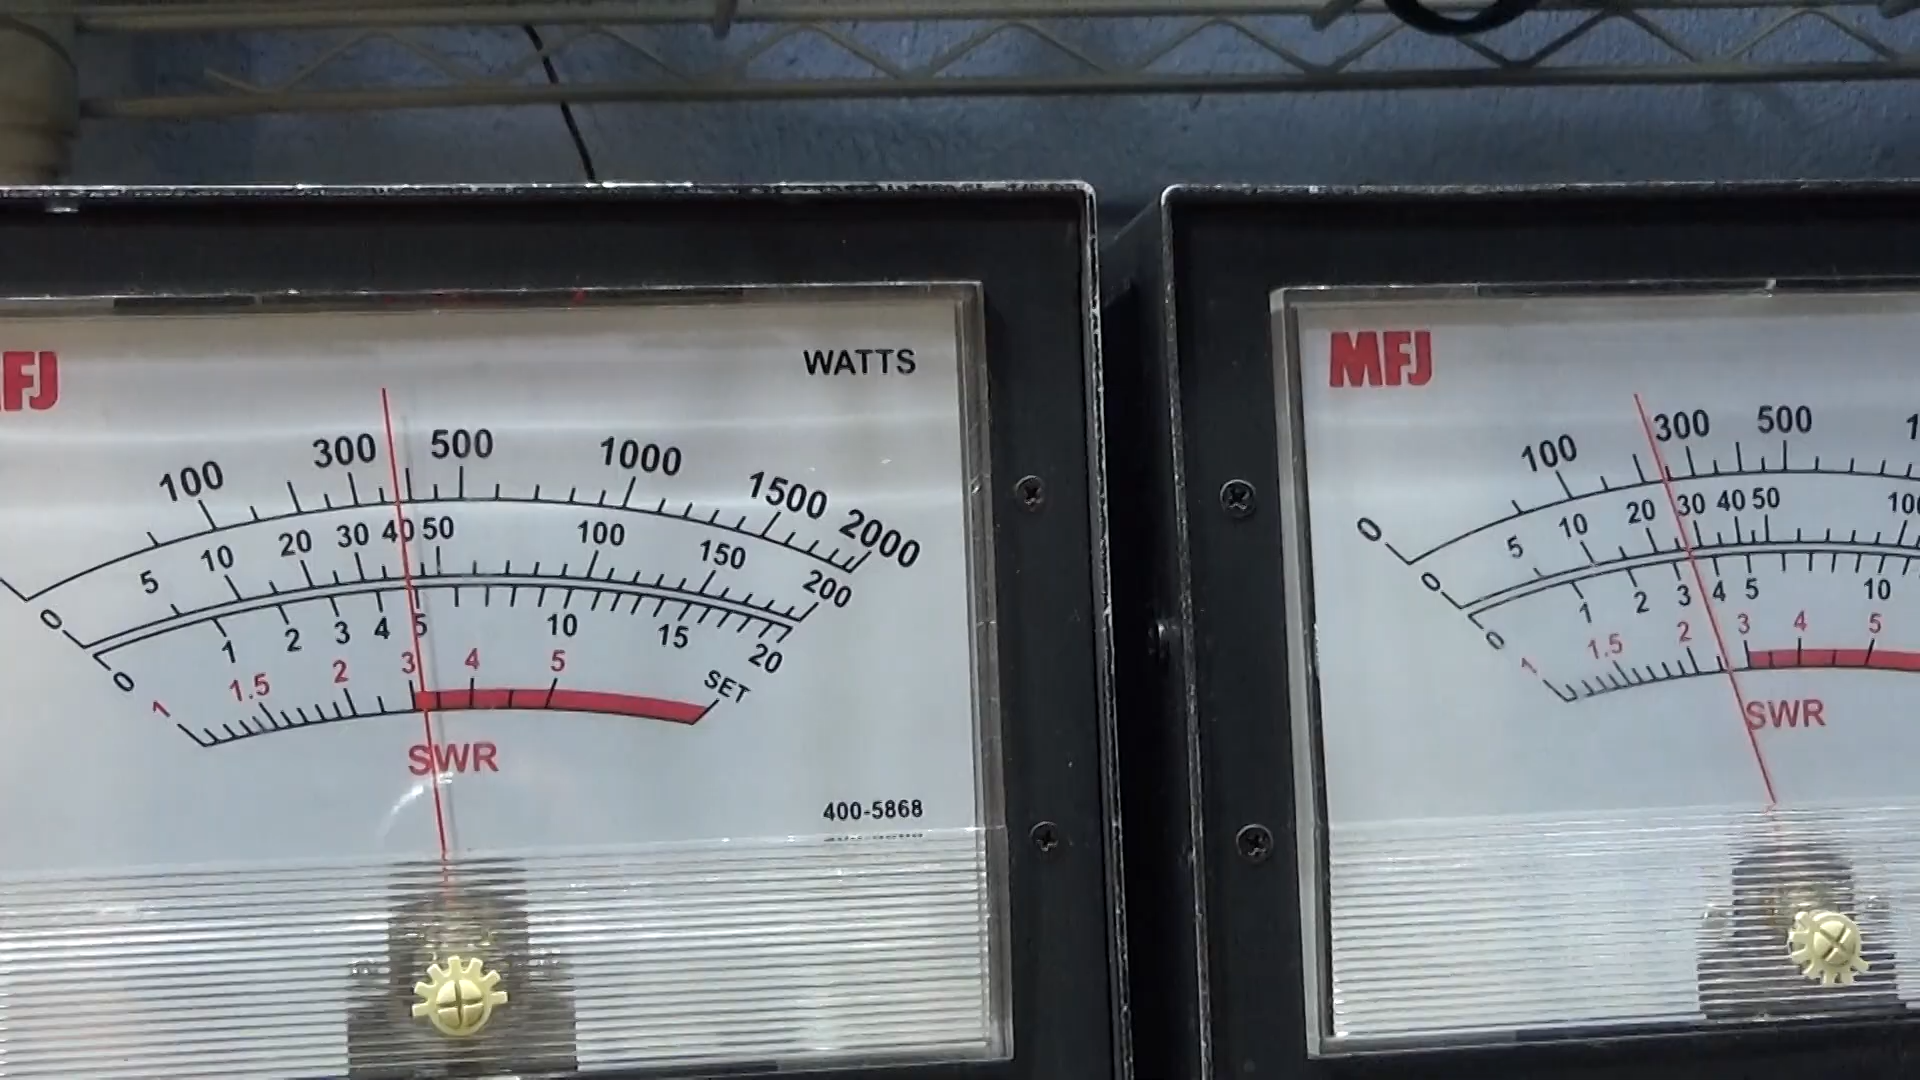 FJ
WATTS
100 300 500 1000 1500 2000
0 5 10 20 30 40 50 100 150 200
0 1 2 3 4 5 10 15 20
1 1.5 2 3 4 5 SET
SWR
400-5868
MFJ
0 100 300 500 1
0 5 10 20 30 40 50 100
0 1 2 3 4 5 10
1 1.5 2 3 4 5
SWR